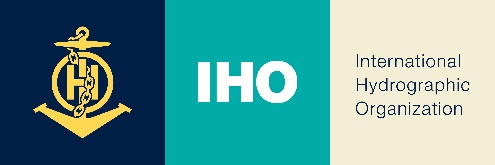 IHO
International
Hydrographic
Organization